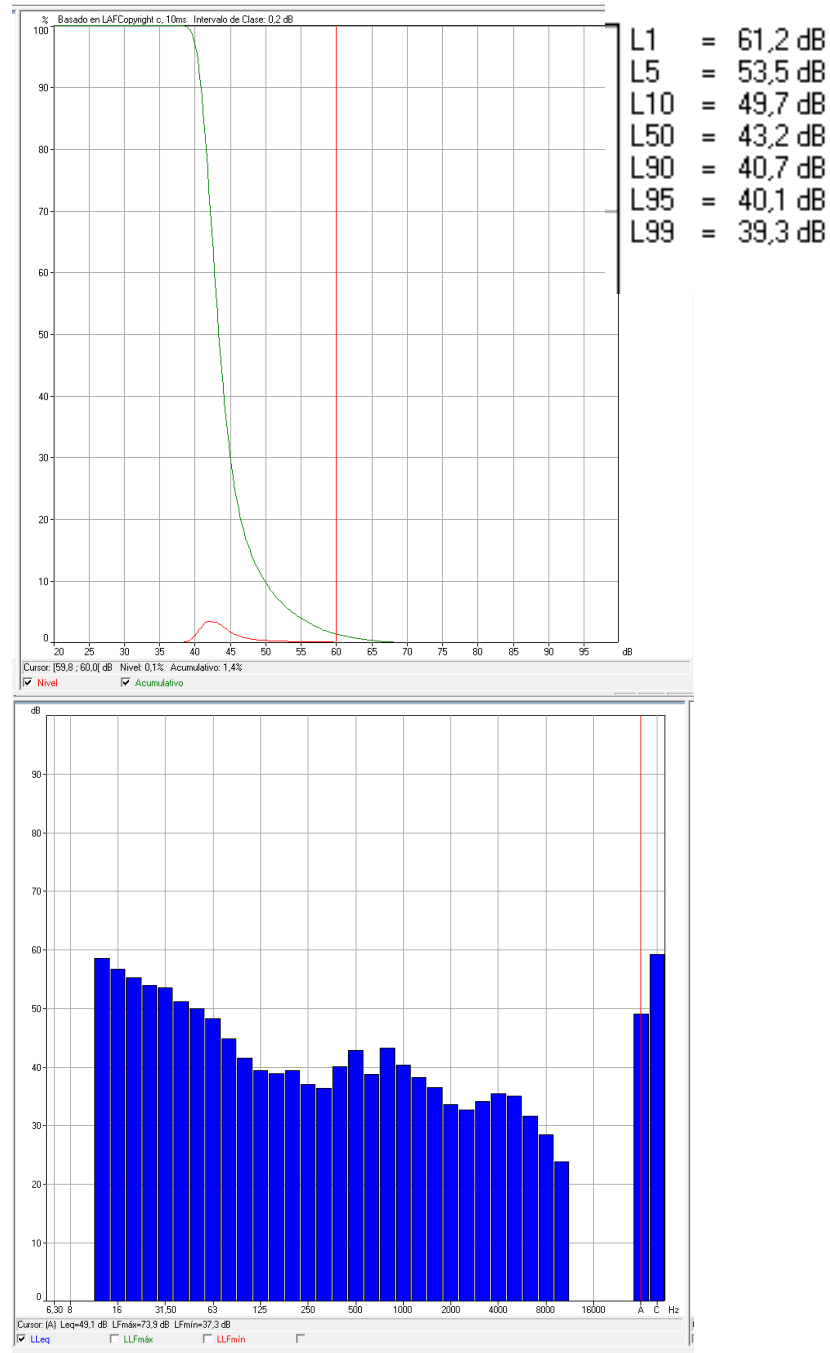 % Basado en LAFCopyright c, 10ms Intervalo de Clase: 0,2 dB
L1 = 61,2 dB
L5 = 53,5 dB
L10 = 49,7 dB
L50 = 43,2 dB
L90 = 40,7 dB
L95 = 40,1 dB
L99 = 39,3 dB
100
90
80
70
60
50
40
30
20
10
0
20 25 30 35 40 45 50 55 60 65 70 75 80 85 90 95 dB
Cursor: [59,8 ; 60,0[ dB Nivel: 0,1% Acumulativo: 1,4%
Nivel Acumulativo
dB
90
80
70
60
50
40
30
20
10
0
6,30 8 16 31,50 63 125 250 500 1000 2000 4000 8000 16000 A C Hz
Cursor: (A) Leq=49,1 dB LFmáx=73,9 dB LFmín=37,3 dB
LLeq LLFmáx LLFmín